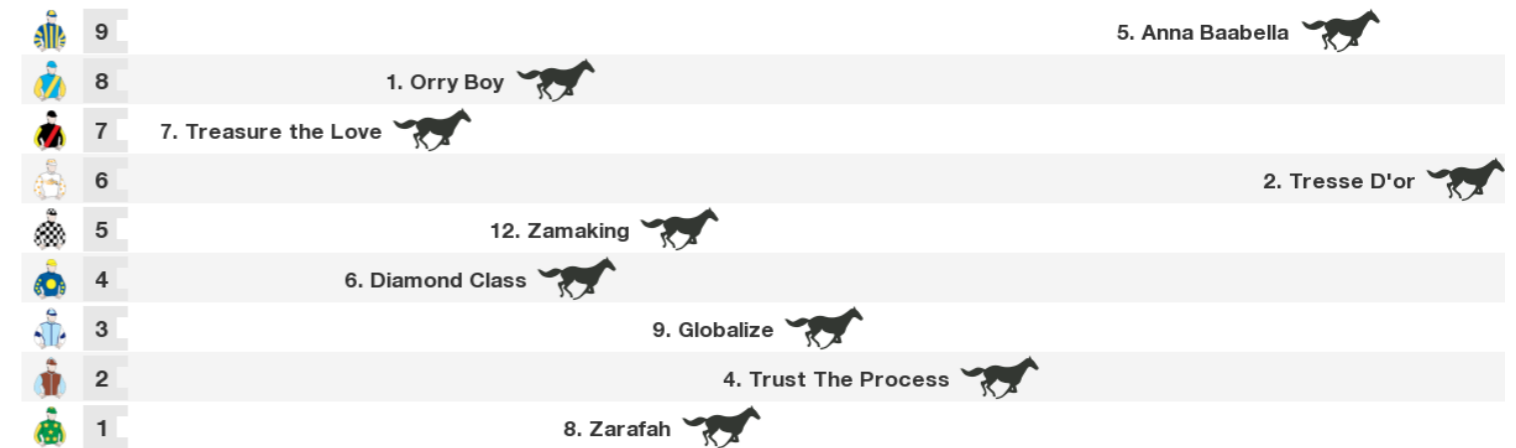 9 5. Anna Baabella
8 1. Orry Boy
7 7. Treasure the Love
6 2. Tresse D'or
5 12. Zamaking
4 6. Diamond Class
3 9. Globalize
2 4. Trust The Process
1 8. Zarafah